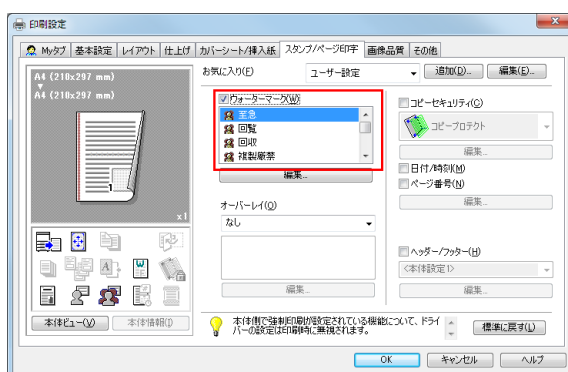 印刷設定
Myタブ 基本設定 レイアウト 仕上げ カバーシート/挿入紙 スタンプ/ページ印字 画像品質 その他
A4 (210x297 mm)
A4 (210x297 mm)
1
x1
本体ビュー(V) 本体情報(I)
お気に入り(F) ユーザー設定 追加(D)... 編集(E)...
ウォーターマーク(W)
至急
回覧
回収
複製厳禁
編集...
オーバーレイ(O)
なし
編集...
コピーセキュリティ(C)
コピープロテクト
編集...
日付/時刻(M)
ページ番号(N)
編集...
ヘッダー/フッター(H)
<本体設定1>
編集...
本体側で強制印刷が設定されている機能について、ドライ
バーの設定は印刷時に無視されます。
標準に戻す(L)
OK キャンセル ヘルプ